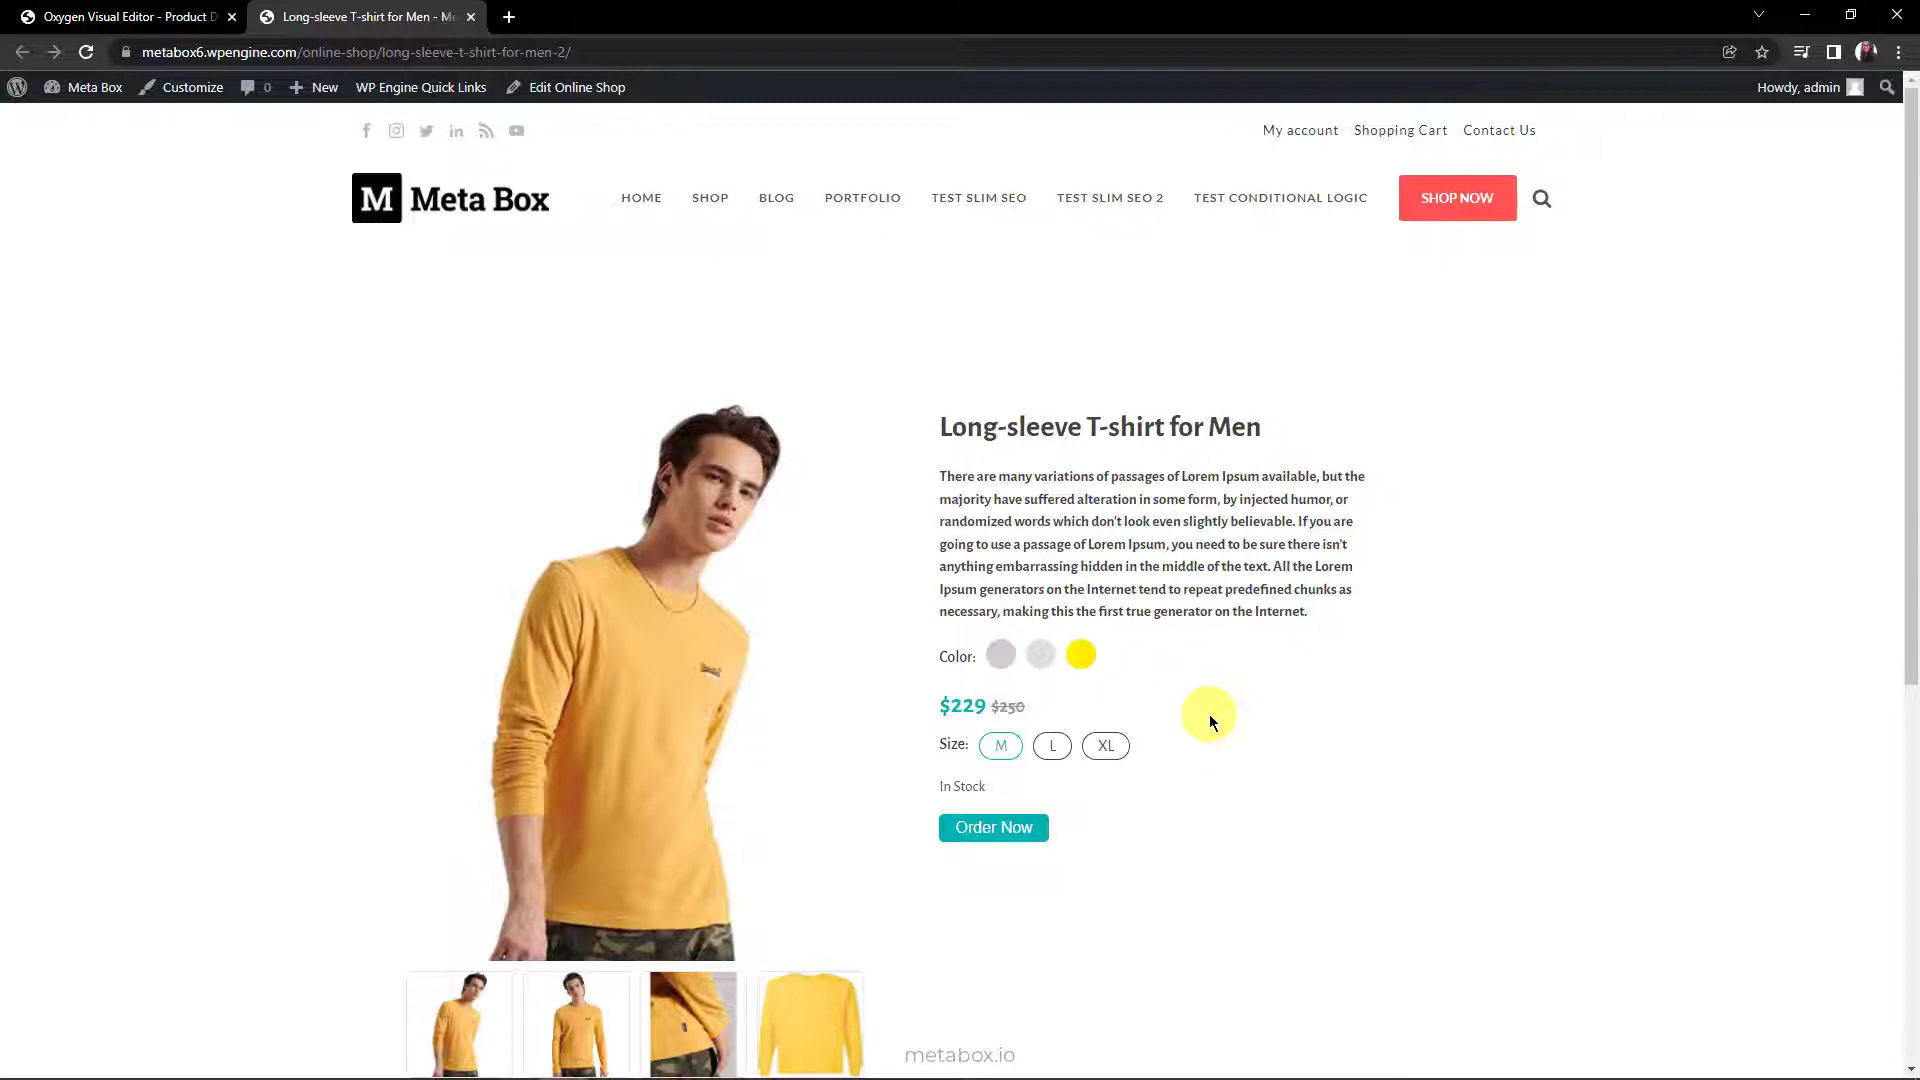 Oxygen Visual Editor - Product D
Long-sleeve T-shirt for Men - Me
metabox6.wpengine.com/online-shop/long-sleeve-t-shirt-for-men-2/
Meta Box Customize 0 New WP Engine Quick Links Edit Online Shop Howdy, admin
My account Shopping Cart Contact Us
M Meta Box HOME SHOP BLOG PORTFOLIO TEST SLIM SEO TEST SLIM SEO 2 TEST CONDITIONAL LOGIC SHOP NOW
Long-sleeve T-shirt for Men
There are many variations of passages of Lorem Ipsum available, but the
majority have suffered alteration in some form, by injected humor, or
randomized words which don't look even slightly believable. If you are
going to use a passage of Lorem Ipsum, you need to be sure there isn't
anything embarrassing hidden in the middle of the text. All the Lorem
Ipsum generators on the Internet tend to repeat predefined chunks as
necessary, making this the first true generator on the Internet.
Color:
$229 $250
Size: M L XL
In Stock
Order Now
metabox.io